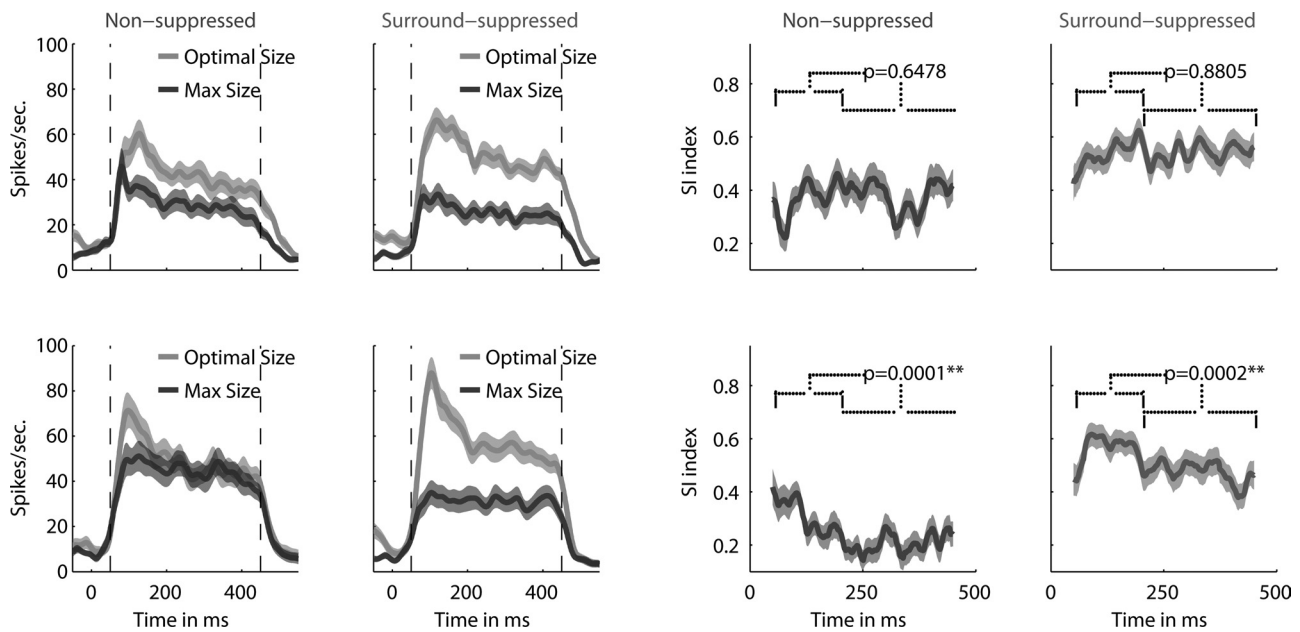 Non−suppressed
Surround−suppressed
Non−suppressed
Surround−suppressed
100
80
60
40
20
0
Spikes/sec.
Optimal Size
Max Size
Optimal Size
Max Size
0.8
0.6
0.4
0.2
SI index
p=0.6478
p=0.8805
100
80
60
40
20
0
Spikes/sec.
Optimal Size
Max Size
0 200 400
Time in ms
Optimal Size
Max Size
0 200 400
Time in ms
0.8
0.6
0.4
0.2
SI index
p=0.0001**
0 250 500
Time in ms
p=0.0002**
0 250 500
Time in ms